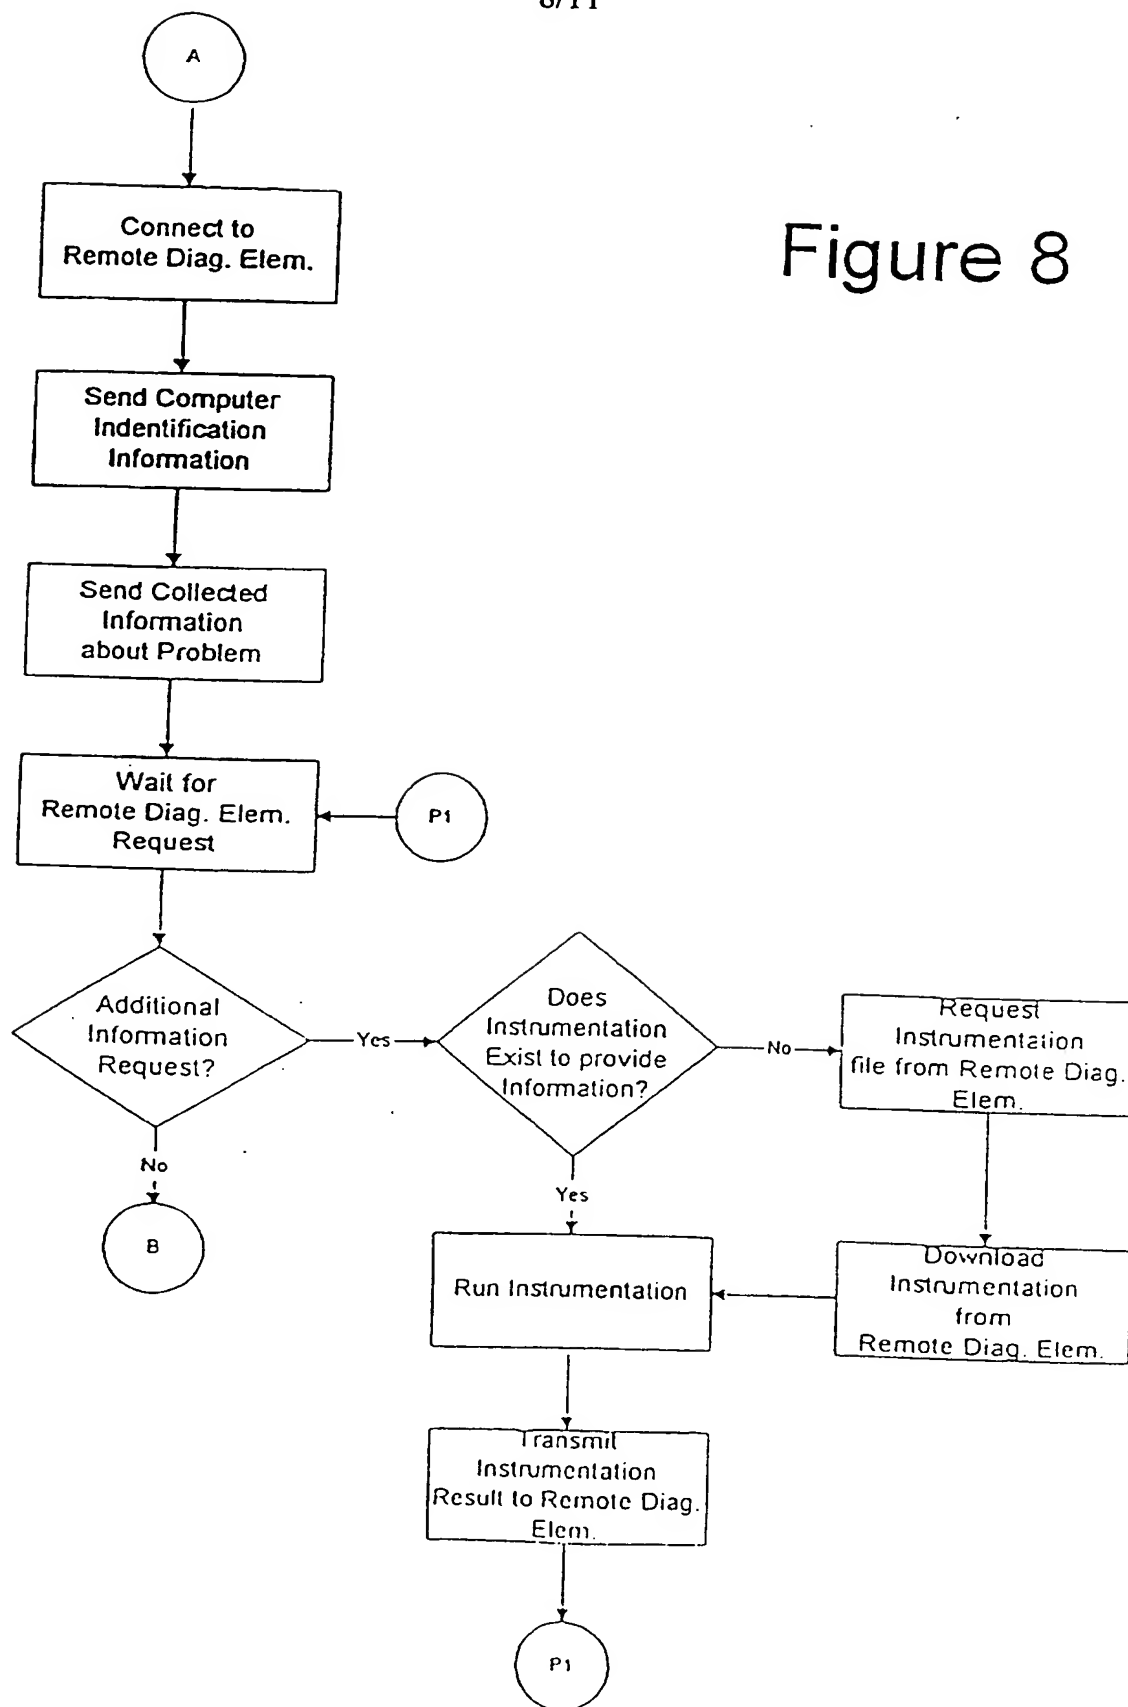 8/11
A
Connect to
Remote Diag. Elem.
Figure 8
Send Computer
Indentification
Information
Send Collected
Information
about Problem
Wait for
Remote Diag. Elem.
Request
P1
Additional
Information
Request?
Yes
Does
Instrumentation
Exist to provide
Information?
No
Request
Instrumentation
file from Remote Diag.
Elem.
No
B
Yes
Run Instrumentation
Download
Instrumentation
from
Remote Diag. Elem.
Transmit
Instrumentation
Result to Remote Diag.
Elem.
P1